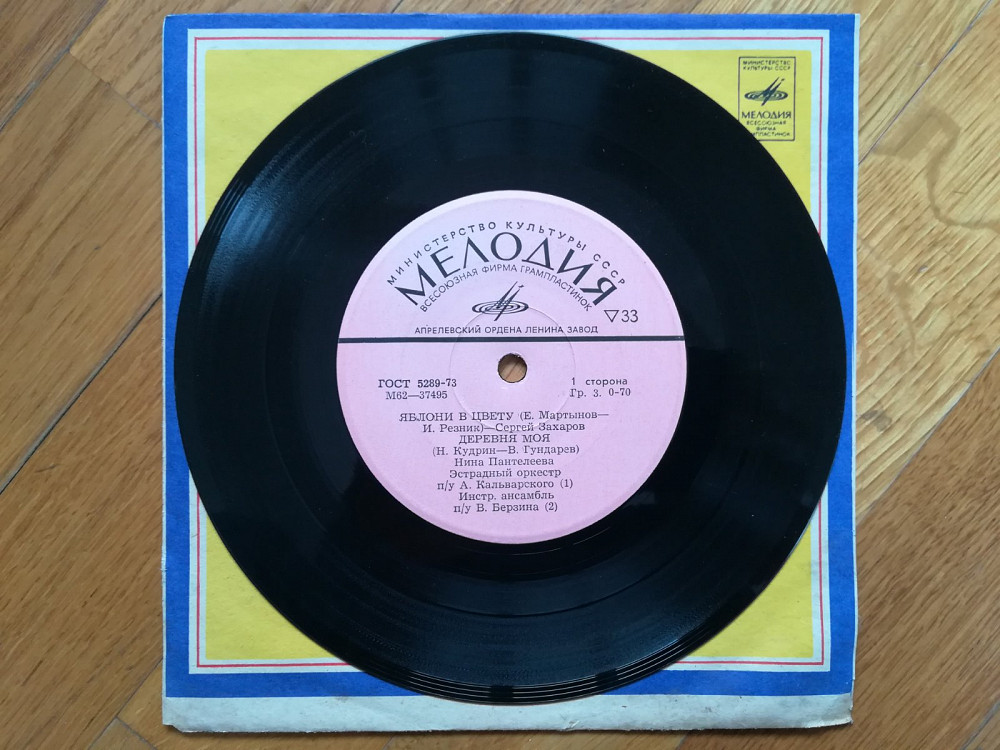 МИНИСТЕРСТВО
КУЛЬТУРЫ СССР
МЕЛОДИЯ
ВСЕСОЮЗНАЯ
ФИРМА
МИНИСТЕРСТВО КУЛЬТУРЫ СССР
МЕЛОДИЯ
ВСЕСОЮЗНАЯ ФИРМА ГРАМПЛАСТИНОК
33
АПРЕЛЕВСКИЙ ОРДЕНА ЛЕНИНА ЗАВОД
ГОСТ 5289-73
1 сторона
М62—37495
Гр. 3. 0-70
ЯБЛОНИ В ЦВЕТУ (Е. Мартынов—
И. Резник)—Сергей Захаров
ДЕРЕВНЯ МОЯ
(Н. Кудрин—В. Гундарев)
Нина Пантелеева
Эстрадный оркестр
п/у А. Кальварского (1)
Инстр. ансамбль
п/у В. Берзина (2)